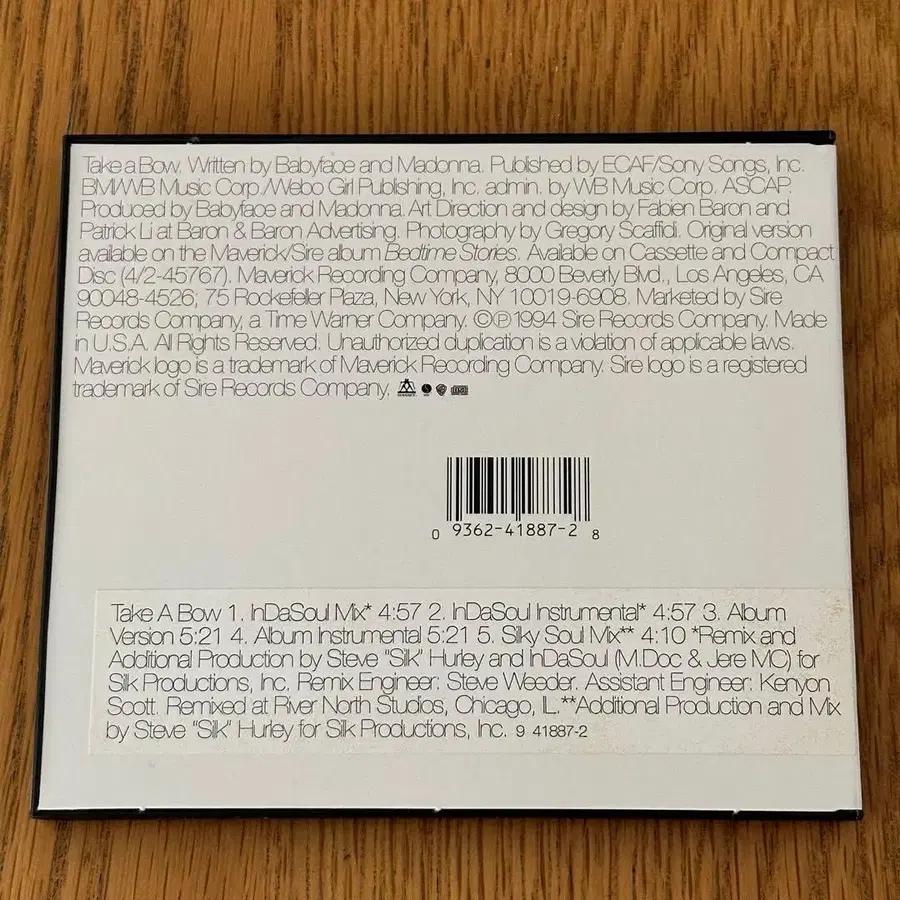 Take a Bow. Written by Babyface and Madonna. Published by ECAF/Sony Songs, Inc.
BMI/WB Music Corp./Webo Girl Publishing, Inc. admin. by WB Music Corp. ASCAP.
Produced by Babyface and Madonna. Art Direction and design by Fabien Baron and
Patrick Li at Baron & Baron Advertising. Photography by Gregory Scaffidi. Original version
available on the Maverick/Sire album Bedtime Stories. Available on Cassette and Compact
Disc (4/2-45767). Maverick Recording Company, 8000 Beverly Blvd., Los Angeles, CA
90048-4526; 75 Rockefeller Plaza, New York, NY 10019-6908. Marketed by Sire
Records Company, a Time Warner Company. ©℗1994 Sire Records Company. Made
in U.S.A. All Rights Reserved. Unauthorized duplication is a violation of applicable laws.
Maverick logo is a trademark of Maverick Recording Company. Sire logo is a registered
trademark of Sire Records Company.
0 9362-41887-2 8
Take A Bow 1. InDaSoul Mix* 4:57 2. InDaSoul Instrumental* 4:57 3. Album
Version 5:21 4. Album Instrumental 5:21 5. Silky Soul Mix** 4:10 *Remix and
Additional Production by Steve "Silk" Hurley and InDaSoul (M.Doc & Jere MC) for
Silk Productions, Inc. Remix Engineer: Steve Weeder. Assistant Engineer: Kenyon
Scott. Remixed at River North Studios, Chicago, IL.**Additional Production and Mix
by Steve "Silk" Hurley for Silk Productions, Inc. 9 41887-2